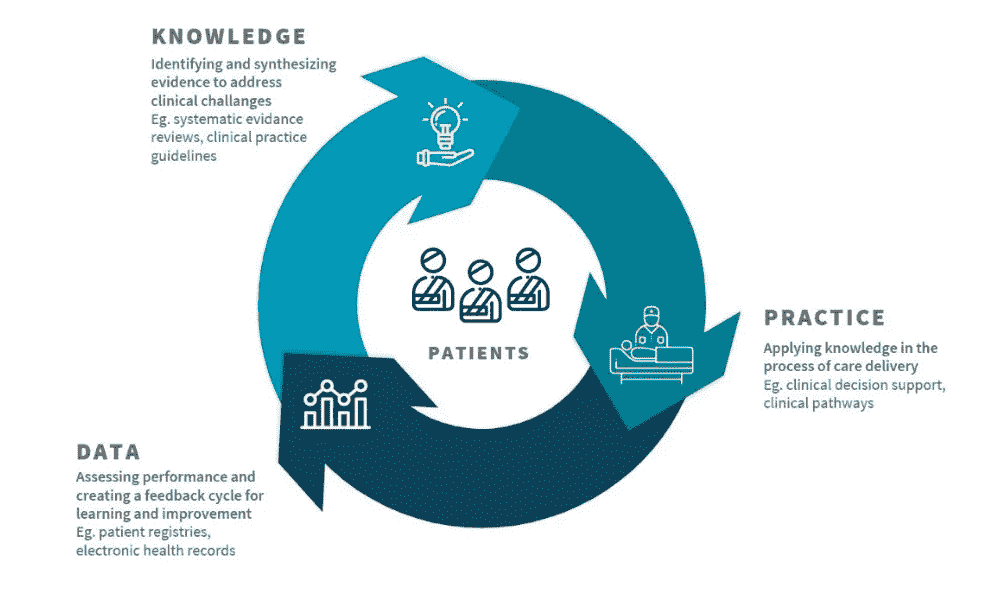 KNOWLEDGE
Identifying and synthesizing
evidence to address
clinical challanges
Eg. systematic evidance
reviews, clinical practice
guidelines
PATIENTS
PRACTICE
Applying knowledge in the
process of care delivery
Eg. clinical decision support,
clinical pathways
DATA
Assessing performance and
creating a feedback cycle for
learning and improvement
Eg. patient registries,
electronic health records